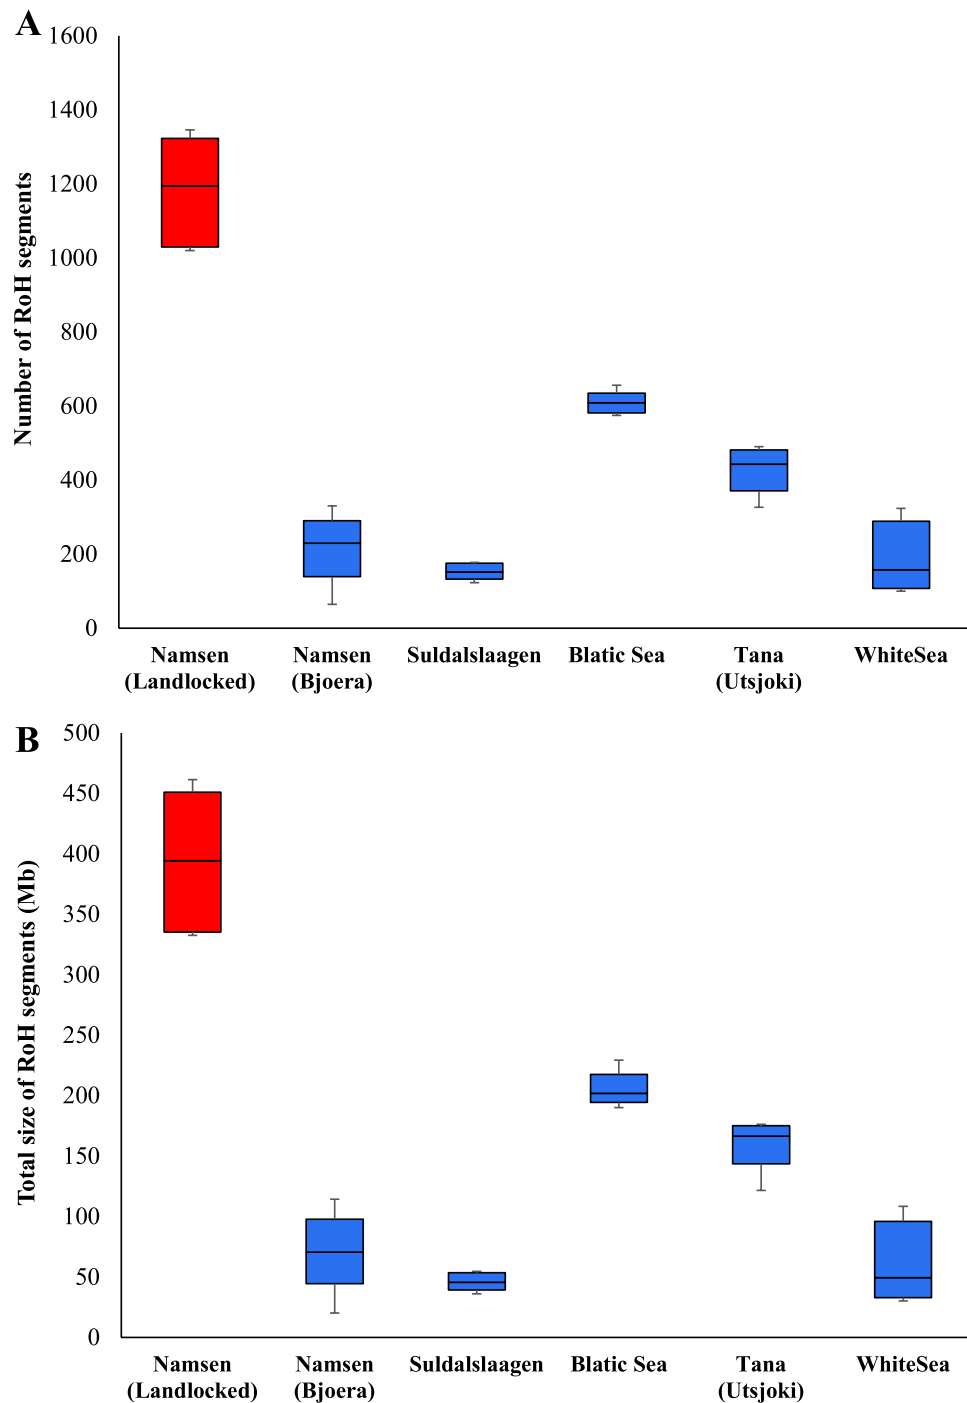 A
1600
1400
1200
1000
800
600
400
200
0
Number of RoH segments
Namsen
(Landlocked)
Namsen
(Bjoera)
Suldalslaagen
Blatic Sea
Tana
(Utsjoki)
WhiteSea
B
500
450
400
350
300
250
200
150
100
50
0
Total size of RoH segments (Mb)
Namsen
(Landlocked)
Namsen
(Bjoera)
Suldalslaagen
Blatic Sea
Tana
(Utsjoki)
WhiteSea